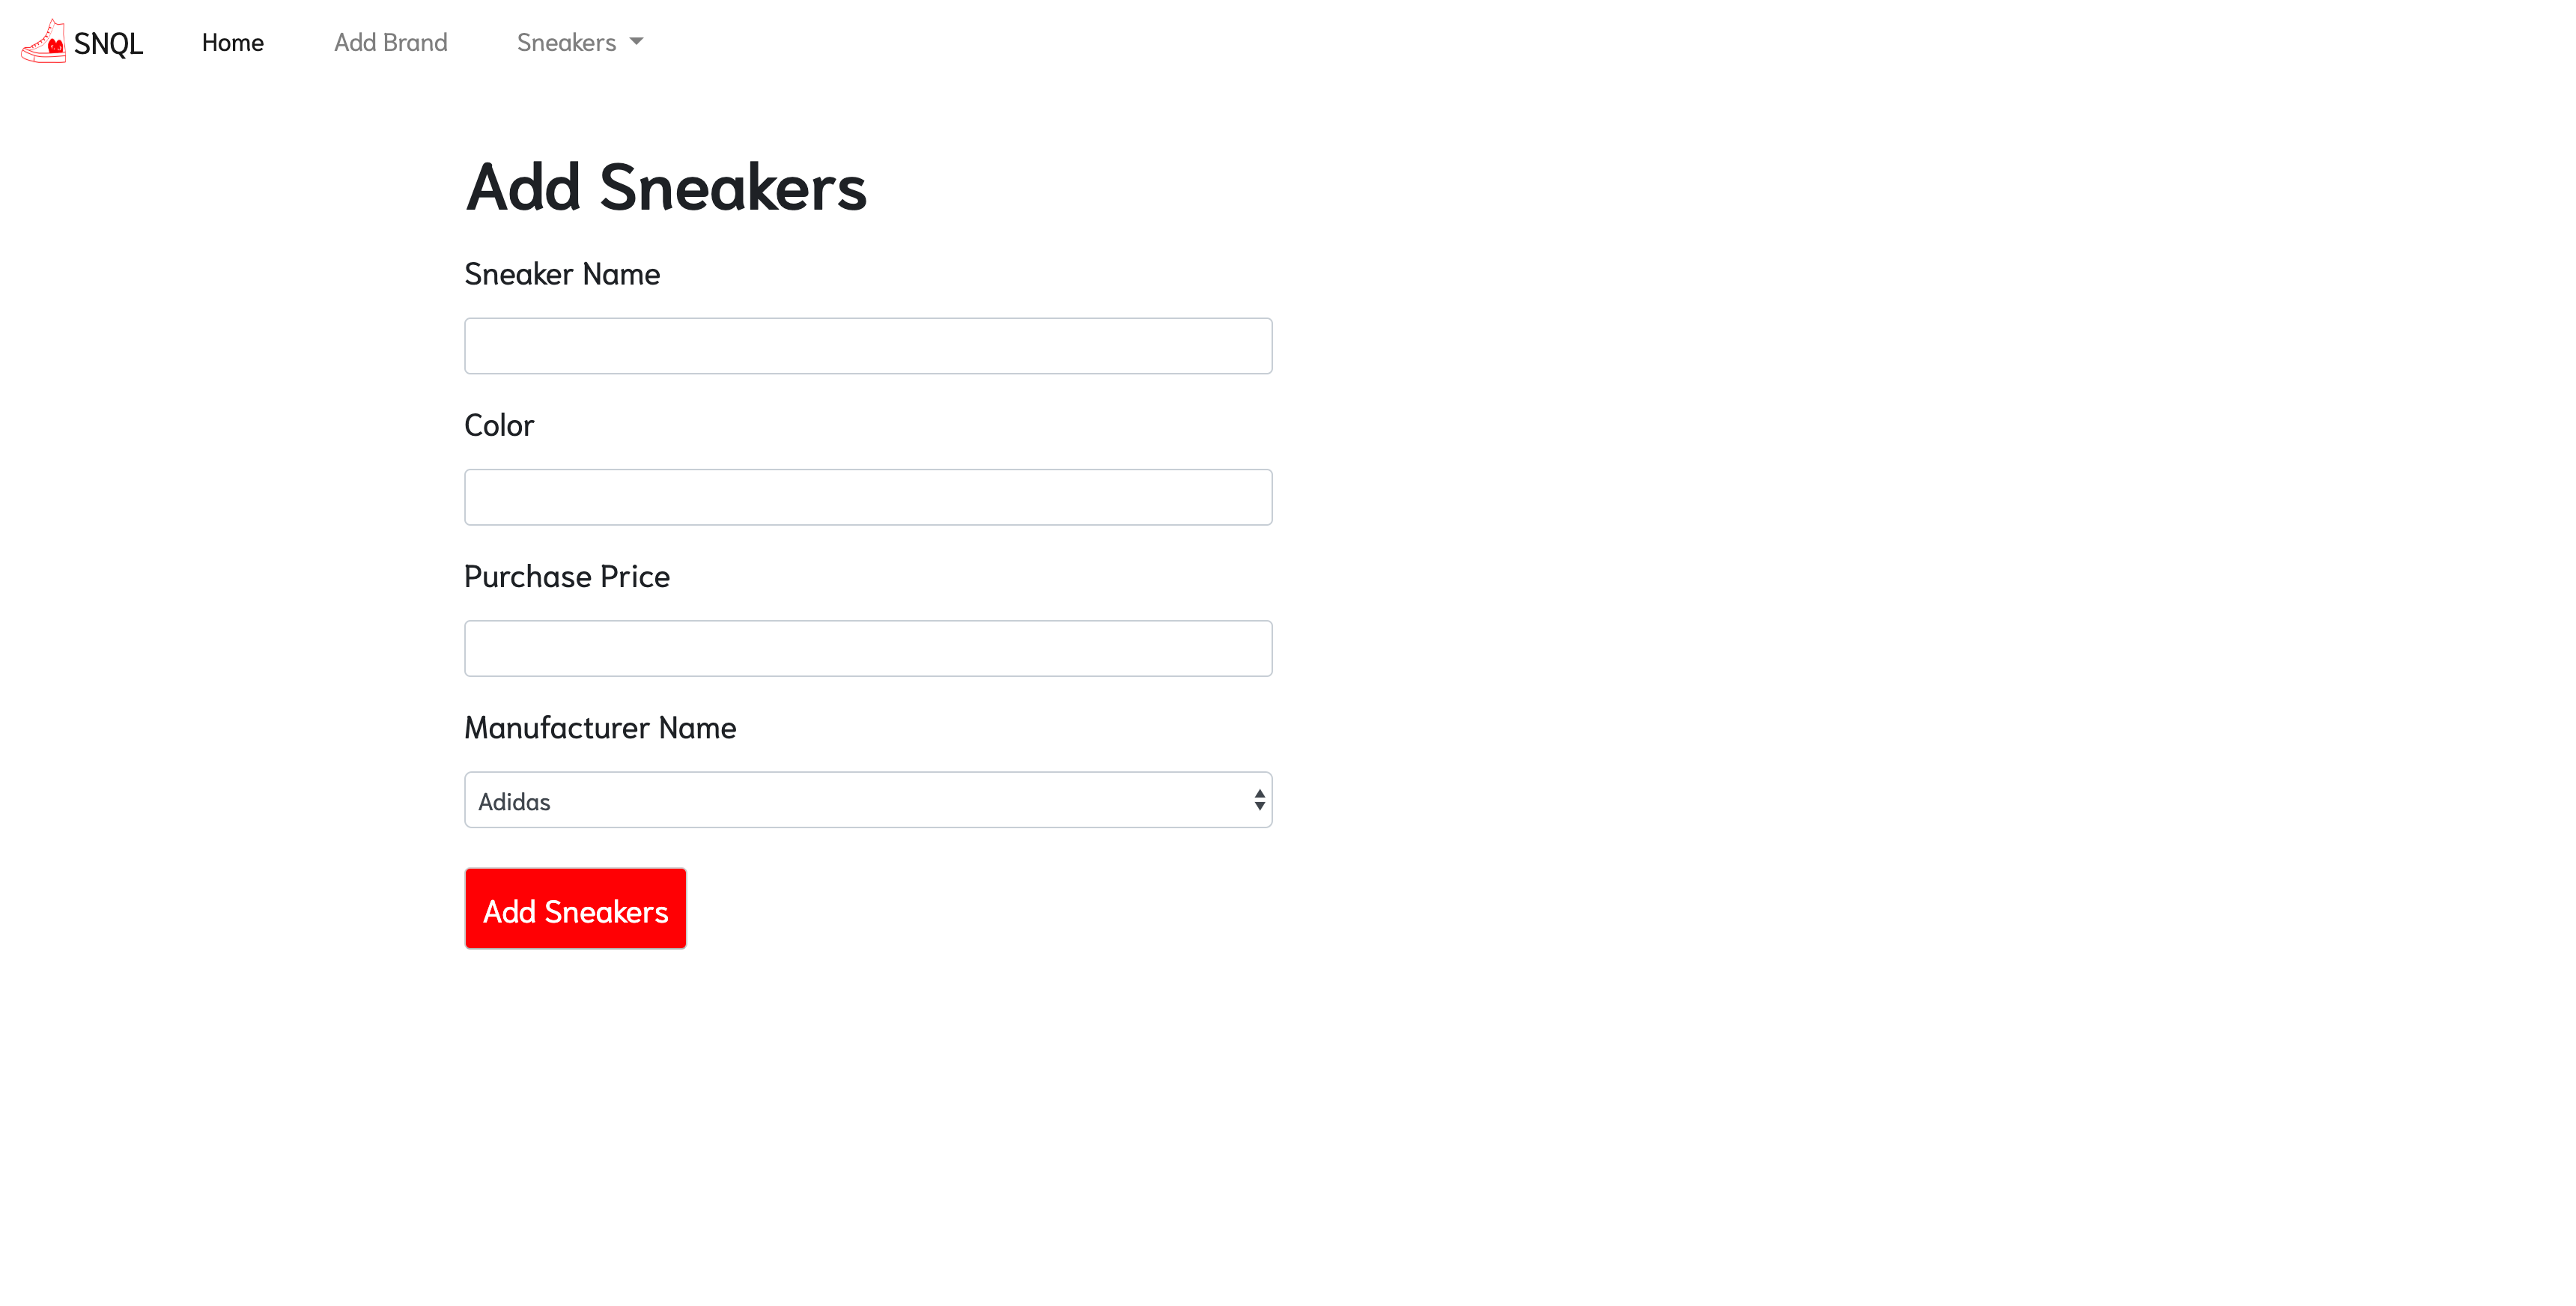 SNQL Home Add Brand Sneakers
Add Sneakers
Sneaker Name
Color
Purchase Price
Manufacturer Name
Adidas
Add Sneakers